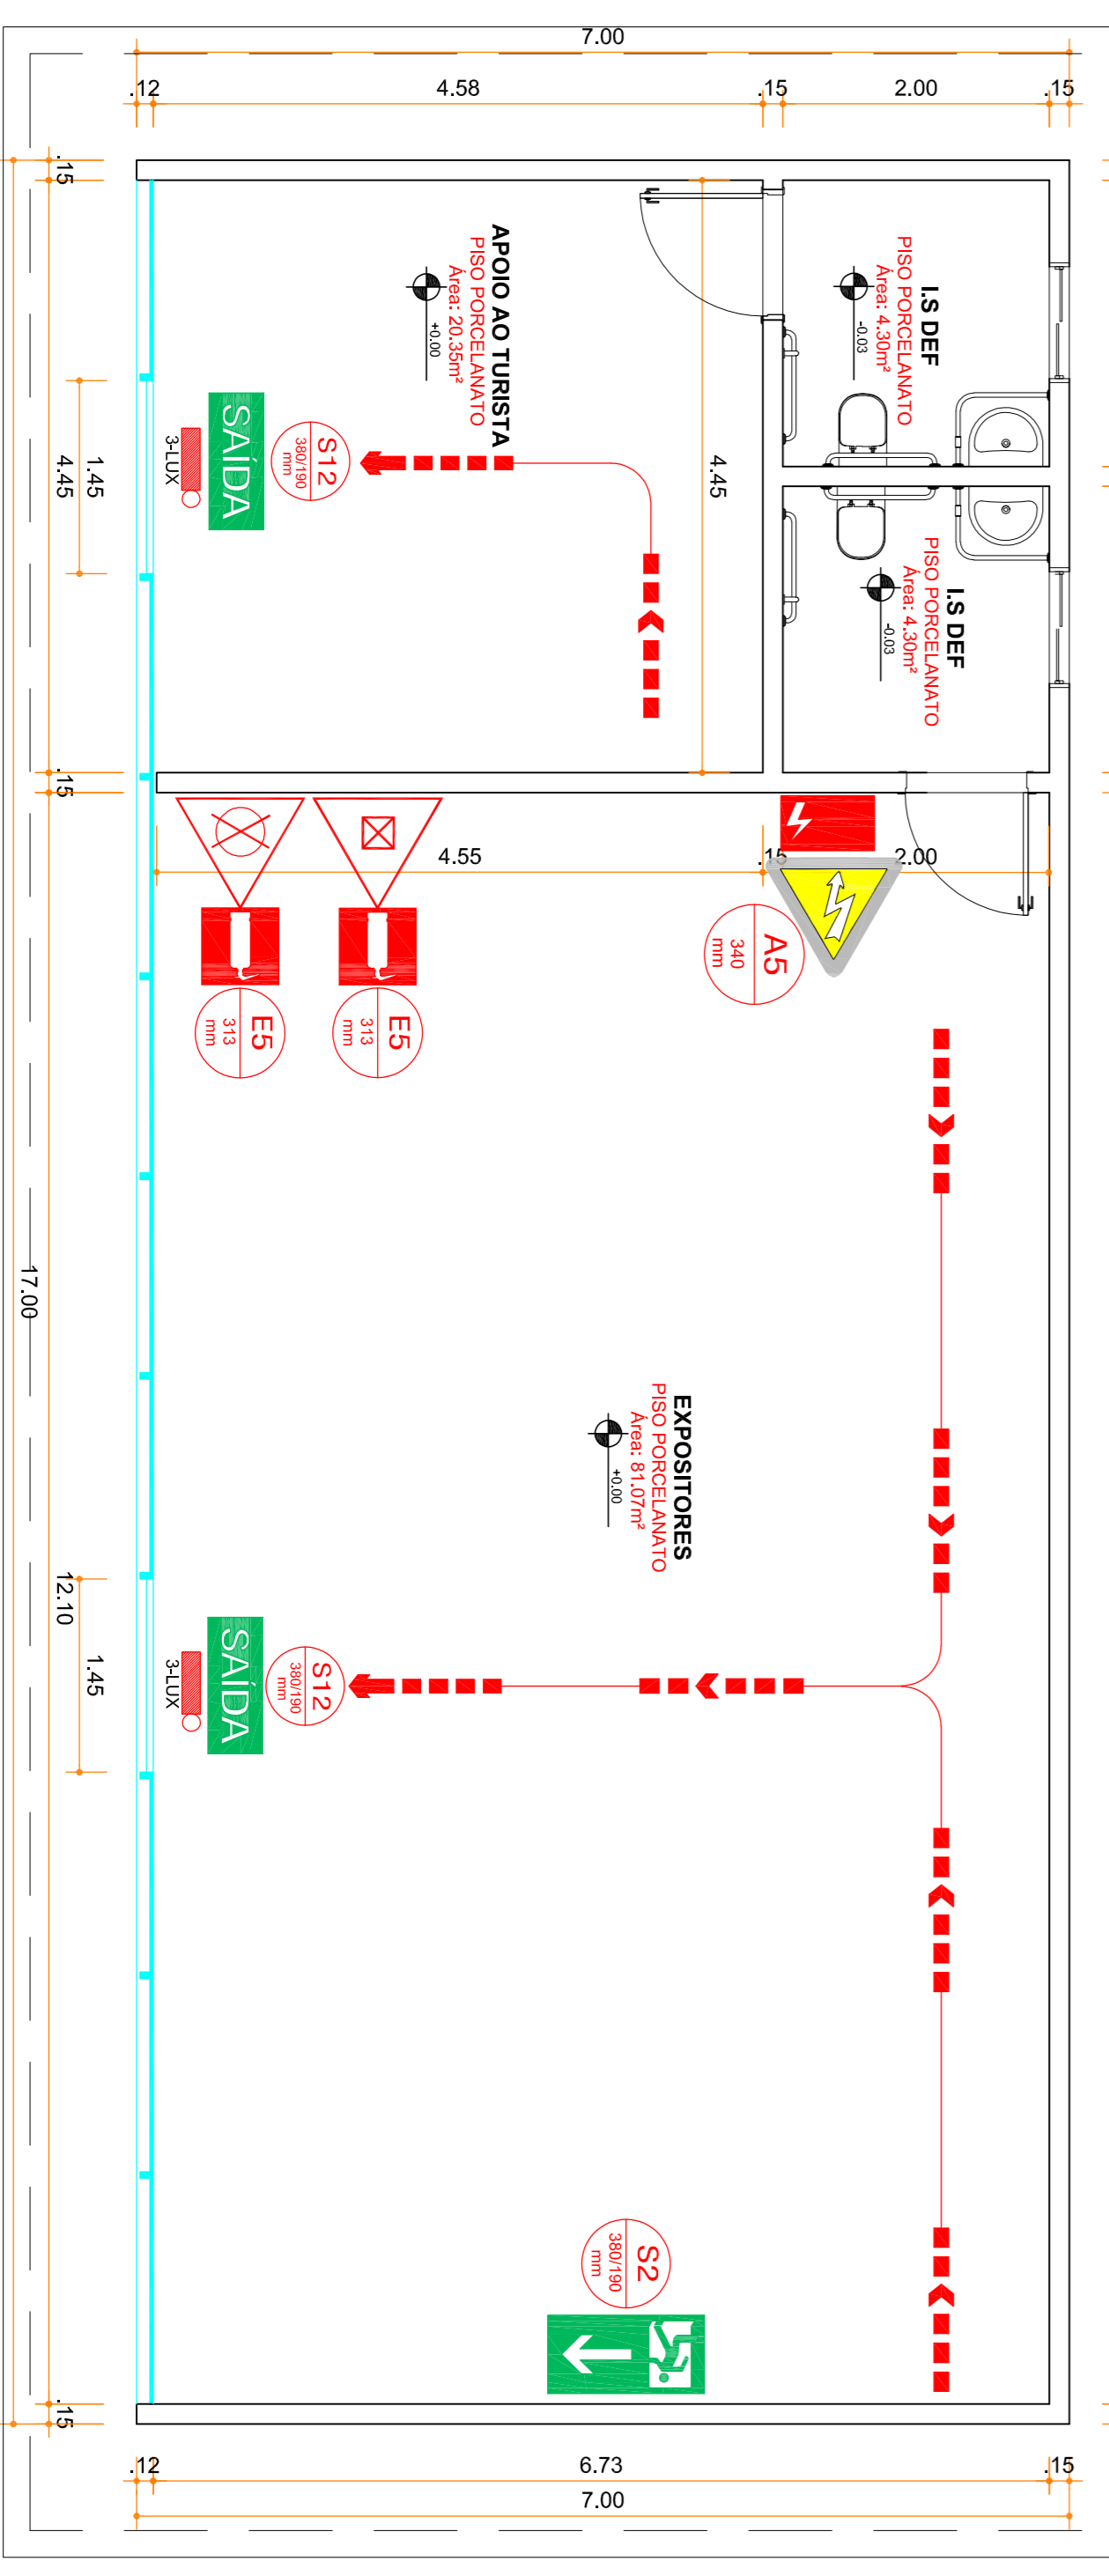 7.00
.12
4.58
.15
2.00
.15
.15
APOIO AO TURISTA
PISO PORCELANATO
Área: 20.35m²
+0.00
I.S DEF
PISO PORCELANATO
Área: 4.30m²
-0.03
I.S DEF
PISO PORCELANATO
Área: 4.30m²
-0.03
4.45
S12
380/190
mm
SAÍDA
3-LUX
1.45
4.45
.15
4.55
.15
2.00
A5
340
mm
E5
313
mm
E5
313
mm
17.00
EXPOSITORES
PISO PORCELANATO
Área: 81.07m²
+0.00
12.10
1.45
S12
380/190
mm
SAÍDA
3-LUX
S2
380/190
mm
.15
.12
6.73
.15
7.00